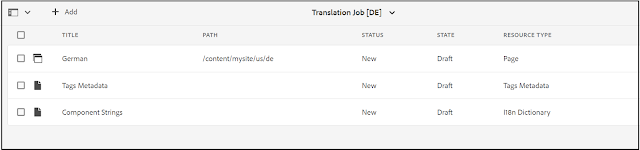 + Add Translation Job [DE]
TITLE PATH STATUS STATE RESOURCE TYPE
German /content/mysite/us/de New Draft Page
Tags Metadata New Draft Tags Metadata
Component Strings New Draft I18n Dictionary